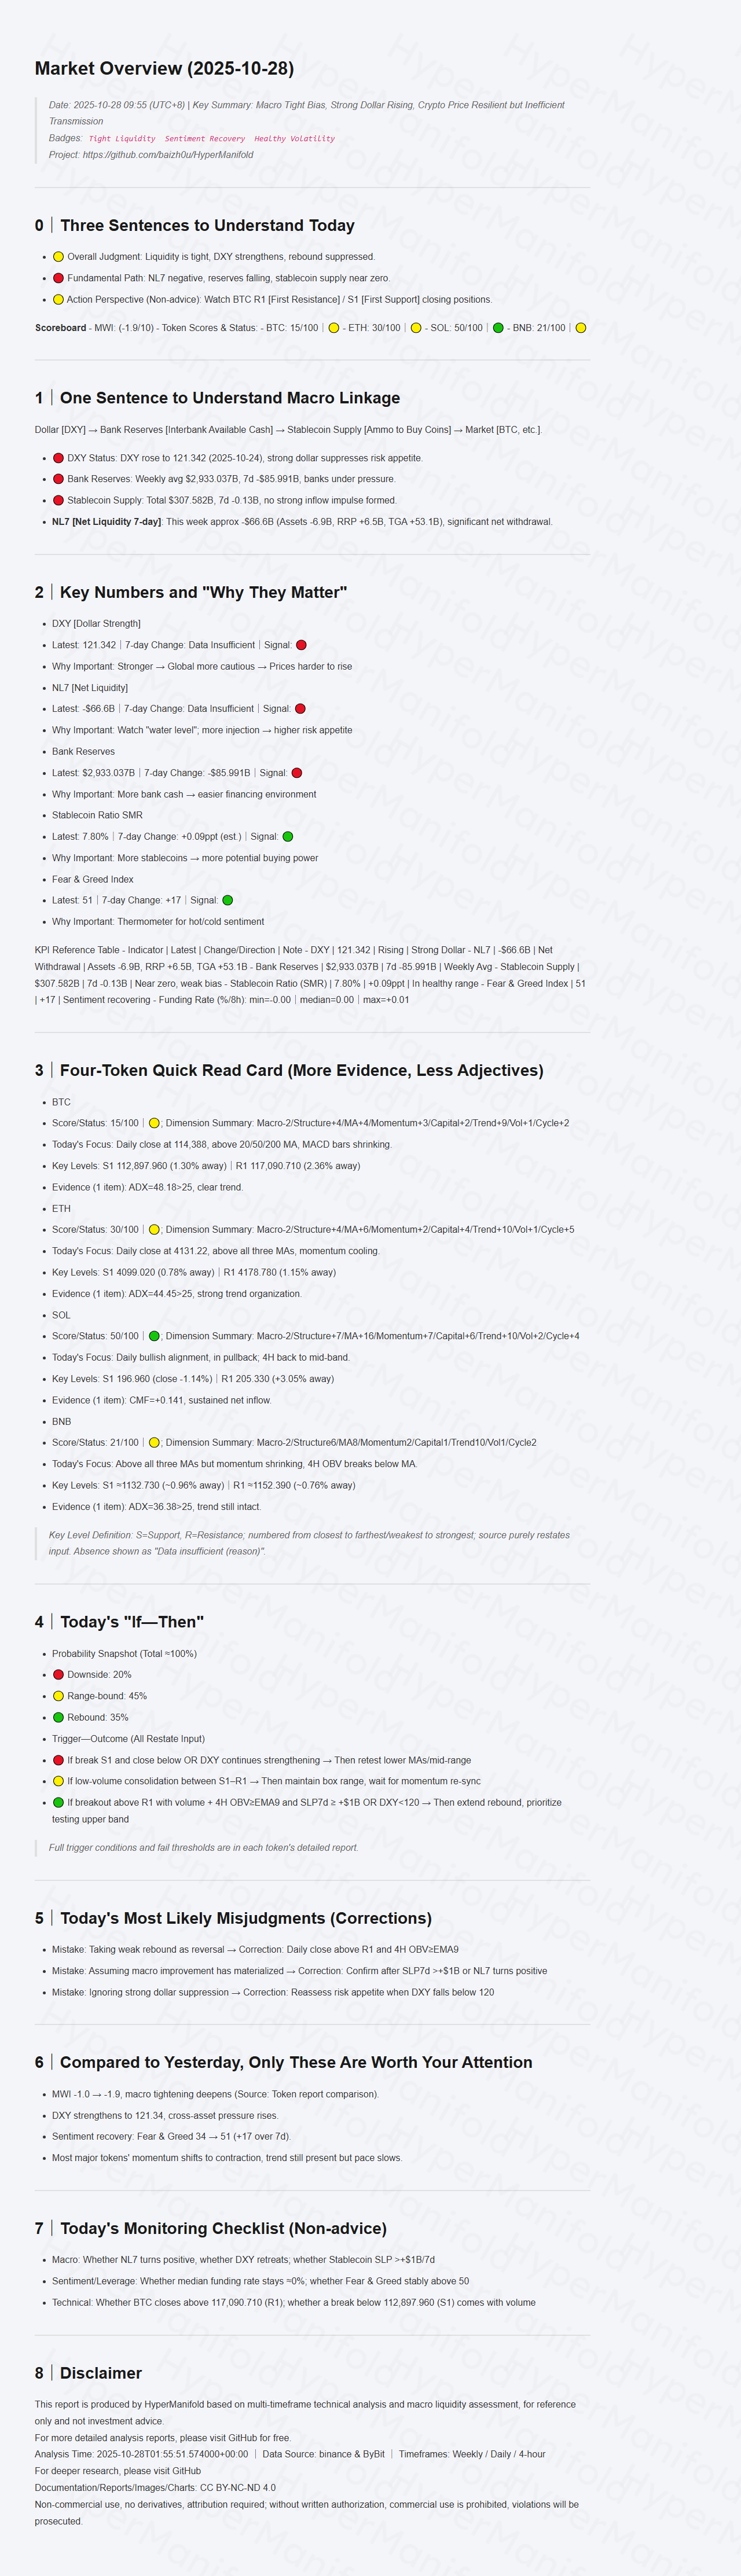 Market Overview (2025-10-28)
Date: 2025-10-28 09:55 (UTC+8) | Key Summary: Macro Tight Bias, Strong Dollar Rising, Crypto Price Resilient but Inefficient
Transmission
Badges: Tight Liquidity Sentiment Recovery Healthy Volatility
Project: https://github.com/baizh0u/HyperManifold
0｜Three Sentences to Understand Today
• 🟡 Overall Judgment: Liquidity is tight, DXY strengthens, rebound suppressed.
• 🔴 Fundamental Path: NL7 negative, reserves falling, stablecoin supply near zero.
• 🟡 Action Perspective (Non-advice): Watch BTC R1 [First Resistance] / S1 [First Support] closing positions.
Scoreboard - MWI: (-1.9/10) - Token Scores & Status: - BTC: 15/100｜🟡 - ETH: 30/100｜🟡 - SOL: 50/100｜🟢 - BNB: 21/100｜🟡
1｜One Sentence to Understand Macro Linkage
Dollar [DXY] → Bank Reserves [Interbank Available Cash] → Stablecoin Supply [Ammo to Buy Coins] → Market [BTC, etc.].
• 🔴 DXY Status: DXY rose to 121.342 (2025-10-24), strong dollar suppresses risk appetite.
• 🔴 Bank Reserves: Weekly avg $2,933.037B, 7d -$85.991B, banks under pressure.
• 🔴 Stablecoin Supply: Total $307.582B, 7d -0.13B, no strong inflow impulse formed.
• NL7 [Net Liquidity 7-day]: This week approx -$66.6B (Assets -6.9B, RRP +6.5B, TGA +53.1B), significant net withdrawal.
2｜Key Numbers and "Why They Matter"
• DXY [Dollar Strength]
• Latest: 121.342｜7-day Change: Data Insufficient｜Signal: 🔴
• Why Important: Stronger → Global more cautious → Prices harder to rise
• NL7 [Net Liquidity]
• Latest: -$66.6B｜7-day Change: Data Insufficient｜Signal: 🔴
• Why Important: Watch "water level"; more injection → higher risk appetite
• Bank Reserves
• Latest: $2,933.037B｜7-day Change: -$85.991B｜Signal: 🔴
• Why Important: More bank cash → easier financing environment
• Stablecoin Ratio SMR
• Latest: 7.80%｜7-day Change: +0.09ppt (est.)｜Signal: 🟢
• Why Important: More stablecoins → more potential buying power
• Fear & Greed Index
• Latest: 51｜7-day Change: +17｜Signal: 🟢
• Why Important: Thermometer for hot/cold sentiment
KPI Reference Table - Indicator | Latest | Change/Direction | Note - DXY | 121.342 | Rising | Strong Dollar - NL7 | -$66.6B | Net
Withdrawal | Assets -6.9B, RRP +6.5B, TGA +53.1B - Bank Reserves | $2,933.037B | 7d -85.991B | Weekly Avg - Stablecoin Supply |
$307.582B | 7d -0.13B | Near zero, weak bias - Stablecoin Ratio (SMR) | 7.80% | +0.09ppt | In healthy range - Fear & Greed Index | 51
| +17 | Sentiment recovering - Funding Rate (%/8h): min=-0.00｜median=0.00｜max=+0.01
3｜Four-Token Quick Read Card (More Evidence, Less Adjectives)
• BTC
• Score/Status: 15/100｜🟡; Dimension Summary: Macro-2/Structure+4/MA+4/Momentum+3/Capital+2/Trend+9/Vol+1/Cycle+2
• Today's Focus: Daily close at 114,388, above 20/50/200 MA, MACD bars shrinking.
• Key Levels: S1 112,897.960 (1.30% away)｜R1 117,090.710 (2.36% away)
• Evidence (1 item): ADX=48.18>25, clear trend.
• ETH
• Score/Status: 30/100｜🟡; Dimension Summary: Macro-2/Structure+4/MA+6/Momentum+2/Capital+4/Trend+10/Vol+1/Cycle+5
• Today's Focus: Daily close at 4131.22, above all three MAs, momentum cooling.
• Key Levels: S1 4099.020 (0.78% away)｜R1 4178.780 (1.15% away)
• Evidence (1 item): ADX=44.45>25, strong trend organization.
• SOL
• Score/Status: 50/100｜🟢; Dimension Summary: Macro-2/Structure+7/MA+16/Momentum+7/Capital+6/Trend+10/Vol+2/Cycle+4
• Today's Focus: Daily bullish alignment, in pullback; 4H back to mid-band.
• Key Levels: S1 196.960 (close -1.14%)｜R1 205.330 (+3.05% away)
• Evidence (1 item): CMF=+0.141, sustained net inflow.
• BNB
• Score/Status: 21/100｜🟡; Dimension Summary: Macro-2/Structure6/MA8/Momentum2/Capital1/Trend10/Vol1/Cycle2
• Today's Focus: Above all three MAs but momentum shrinking, 4H OBV breaks below MA.
• Key Levels: S1 ≈1132.730 (~0.96% away)｜R1 ≈1152.390 (~0.76% away)
• Evidence (1 item): ADX=36.38>25, trend still intact.
Key Level Definition: S=Support, R=Resistance; numbered from closest to farthest/weakest to strongest; source purely restates
input. Absence shown as "Data insufficient (reason)".
4｜Today's "If—Then"
• Probability Snapshot (Total ≈100%)
• 🔴 Downside: 20%
• 🟡 Range-bound: 45%
• 🟢 Rebound: 35%
• Trigger—Outcome (All Restate Input)
• 🔴 If break S1 and close below OR DXY continues strengthening → Then retest lower MAs/mid-range
• 🟡 If low-volume consolidation between S1–R1 → Then maintain box range, wait for momentum re-sync
• 🟢 If breakout above R1 with volume + 4H OBV≥EMA9 and SLP7d ≥ +$1B OR DXY<120 → Then extend rebound, prioritize
testing upper band
Full trigger conditions and fail thresholds are in each token's detailed report.
5｜Today's Most Likely Misjudgments (Corrections)
• Mistake: Taking weak rebound as reversal → Correction: Daily close above R1 and 4H OBV≥EMA9
• Mistake: Assuming macro improvement has materialized → Correction: Confirm after SLP7d >+$1B or NL7 turns positive
• Mistake: Ignoring strong dollar suppression → Correction: Reassess risk appetite when DXY falls below 120
6｜Compared to Yesterday, Only These Are Worth Your Attention
• MWI -1.0 → -1.9, macro tightening deepens (Source: Token report comparison).
• DXY strengthens to 121.34, cross-asset pressure rises.
• Sentiment recovery: Fear & Greed 34 → 51 (+17 over 7d).
• Most major tokens' momentum shifts to contraction, trend still present but pace slows.
7｜Today's Monitoring Checklist (Non-advice)
• Macro: Whether NL7 turns positive, whether DXY retreats; whether Stablecoin SLP >+$1B/7d
• Sentiment/Leverage: Whether median funding rate stays ≈0%; whether Fear & Greed stably above 50
• Technical: Whether BTC closes above 117,090.710 (R1); whether a break below 112,897.960 (S1) comes with volume
8｜Disclaimer
This report is produced by HyperManifold based on multi-timeframe technical analysis and macro liquidity assessment, for reference
only and not investment advice.
For more detailed analysis reports, please visit GitHub for free.
Analysis Time: 2025-10-28T01:55:51.574000+00:00 ｜ Data Source: binance & ByBit ｜ Timeframes: Weekly / Daily / 4-hour
For deeper research, please visit GitHub
Documentation/Reports/Images/Charts: CC BY-NC-ND 4.0
Non-commercial use, no derivatives, attribution required; without written authorization, commercial use is prohibited, violations will be
prosecuted.